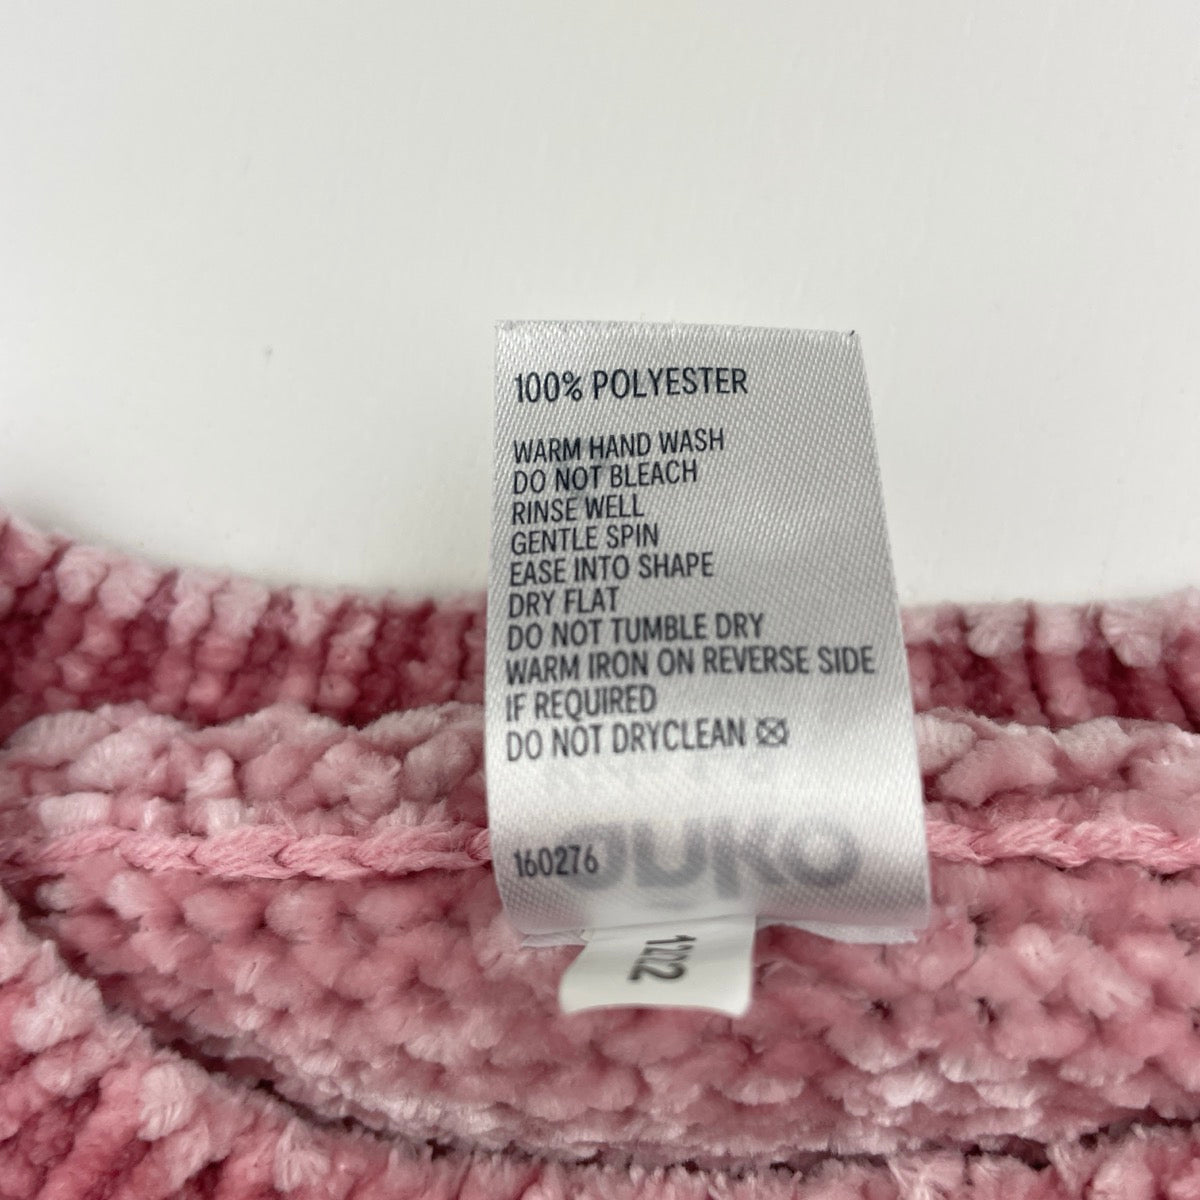 100% POLYESTER
WARM HAND WASH
DO NOT BLEACH
RINSE WELL
GENTLE SPIN
EASE INTO SHAPE
DRY FLAT
DO NOT TUMBLE DRY
WARM IRON ON REVERSE SIDE
IF REQUIRED
DO NOT DRYCLEAN
160276